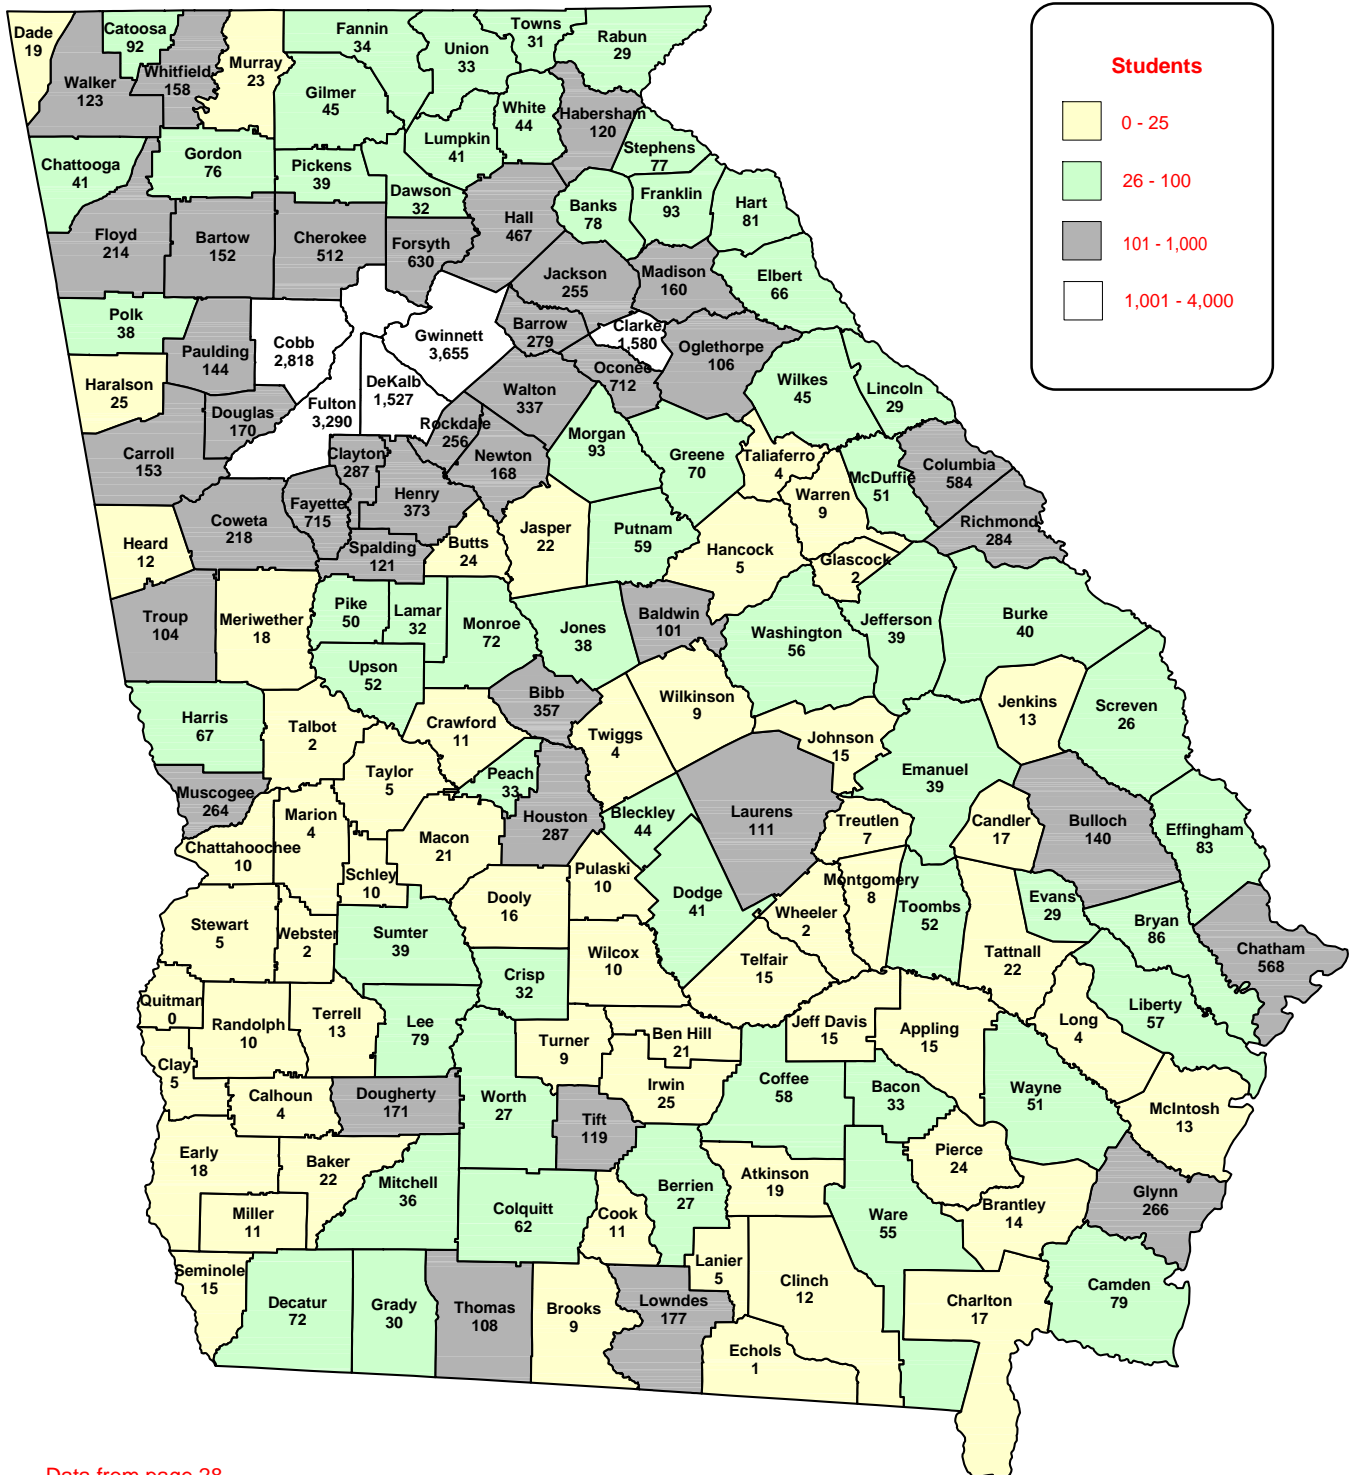 Students
0 - 25
26 - 100
101 - 1,000
1,001 - 4,000
Dade
19
Walker
123
Catoosa
92
Whitfield
158
Murray
23
Fannin
34
Gilmer
45
Union
33
Towns
31
Rabun
29
White
44
Habersham
120
Lumpkin
41
Stephens
77
Chattooga
41
Gordon
76
Pickens
39
Dawson
32
Banks
78
Franklin
93
Hart
81
Floyd
214
Bartow
152
Cherokee
512
Forsyth
630
Hall
467
Jackson
255
Madison
160
Elbert
66
Polk
38
Paulding
144
Cobb
2,818
Gwinnett
3,655
Barrow
279
Clarke
1,580
Oconee
712
Oglethorpe
106
Wilkes
45
Lincoln
29
Haralson
25
Douglas
170
Fulton
3,290
DeKalb
1,527
Rockdale
256
Walton
337
Newton
168
Morgan
93
Greene
70
Taliaferro
4
Warren
9
McDuffie
51
Columbia
584
Richmond
284
Carroll
153
Clayton
287
Henry
373
Fayette
715
Coweta
218
Heard
12
Spalding
121
Butts
24
Jasper
22
Putnam
59
Hancock
5
Glascock
2
Troup
104
Meriwether
18
Pike
50
Lamar
32
Monroe
72
Jones
38
Baldwin
101
Washington
56
Jefferson
39
Burke
40
Upson
52
Bibb
357
Wilkinson
9
Twiggs
4
Jenkins
13
Screven
26
Harris
67
Talbot
2
Crawford
11
Johnson
15
Emanuel
39
Taylor
5
Peach
33
Houston
287
Bleckley
44
Laurens
111
Treutlen
7
Candler
17
Bulloch
140
Effingham
83
Muscogee
264
Marion
4
Macon
21
Chattahoochee
10
Schley
10
Pulaski
10
Dodge
41
Dooly
16
Wheeler
2
Montgomery
8
Toombs
52
Evans
29
Bryan
86
Chatham
568
Stewart
5
Webster
2
Sumter
39
Crisp
32
Wilcox
10
Telfair
15
Tattnall
22
Liberty
57
Long
4
Quitman
0
Randolph
10
Terrell
13
Lee
79
Turner
9
Ben Hill
21
Jeff Davis
15
Appling
15
Clay
5
Calhoun
4
Dougherty
171
Worth
27
Irwin
25
Tift
119
Coffee
58
Bacon
33
Wayne
51
McIntosh
13
Early
18
Baker
22
Mitchell
36
Miller
11
Colquitt
62
Cook
11
Berrien
27
Atkinson
19
Pierce
24
Ware
55
Brantley
14
Glynn
266
Seminole
15
Decatur
72
Grady
30
Thomas
108
Brooks
9
Lowndes
177
Lanier
5
Clinch
12
Echols
1
Charlton
17
Camden
79
Data from page 28